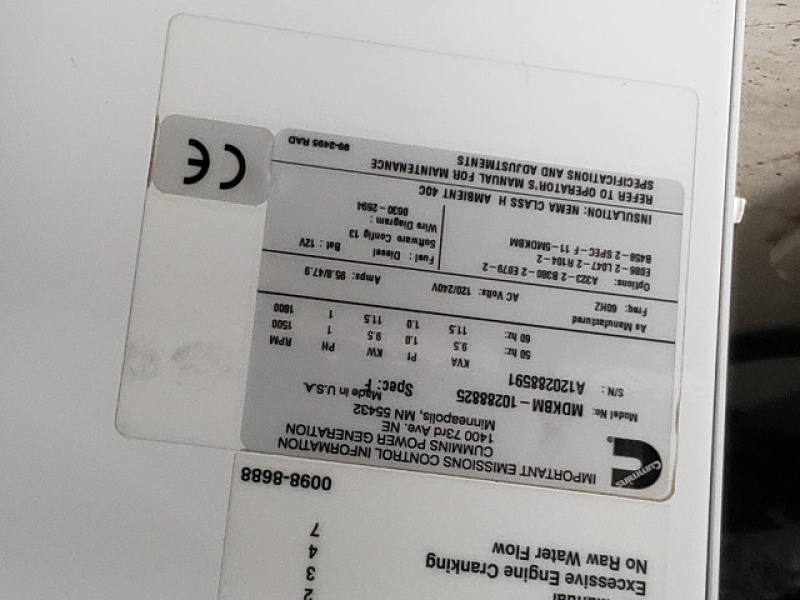 2
Manual
3
Excessive Engine Cranking
4
No Raw Water Flow
7
0098-8688
Cummins
IMPORTANT EMISSIONS CONTROL INFORMATION
CUMMINS POWER GENERATION
1400 73rd Ave. NE
Minneapolis, MN 55432
Made in U.S.A.
Model No: MDKBM-10288825 Spec: F
S/N: A120288591
KVA Pf KW PH RPM
50 hz: 9.5 1.0 9.5 1 1500
60 hz: 11.5 1.0 11.5 1 1800
As Manufactured
Freq: 60HZ AC Volts: 120/240V Amps: 95.8/47.9
Options: A323-2 B380-2 E079-2
E086-2 L047-2 R104-2
B458-2 SPEC-F 11-5MDKBM
Fuel: Diesel Bat: 12V
Software Config 13
Wire Diagram:
0630-2694
INSULATION: NEMA CLASS H AMBIENT 40C
REFER TO OPERATOR'S MANUAL FOR MAINTENANCE
SPECIFICATIONS AND ADJUSTMENTS
99-2495 RAD
CE